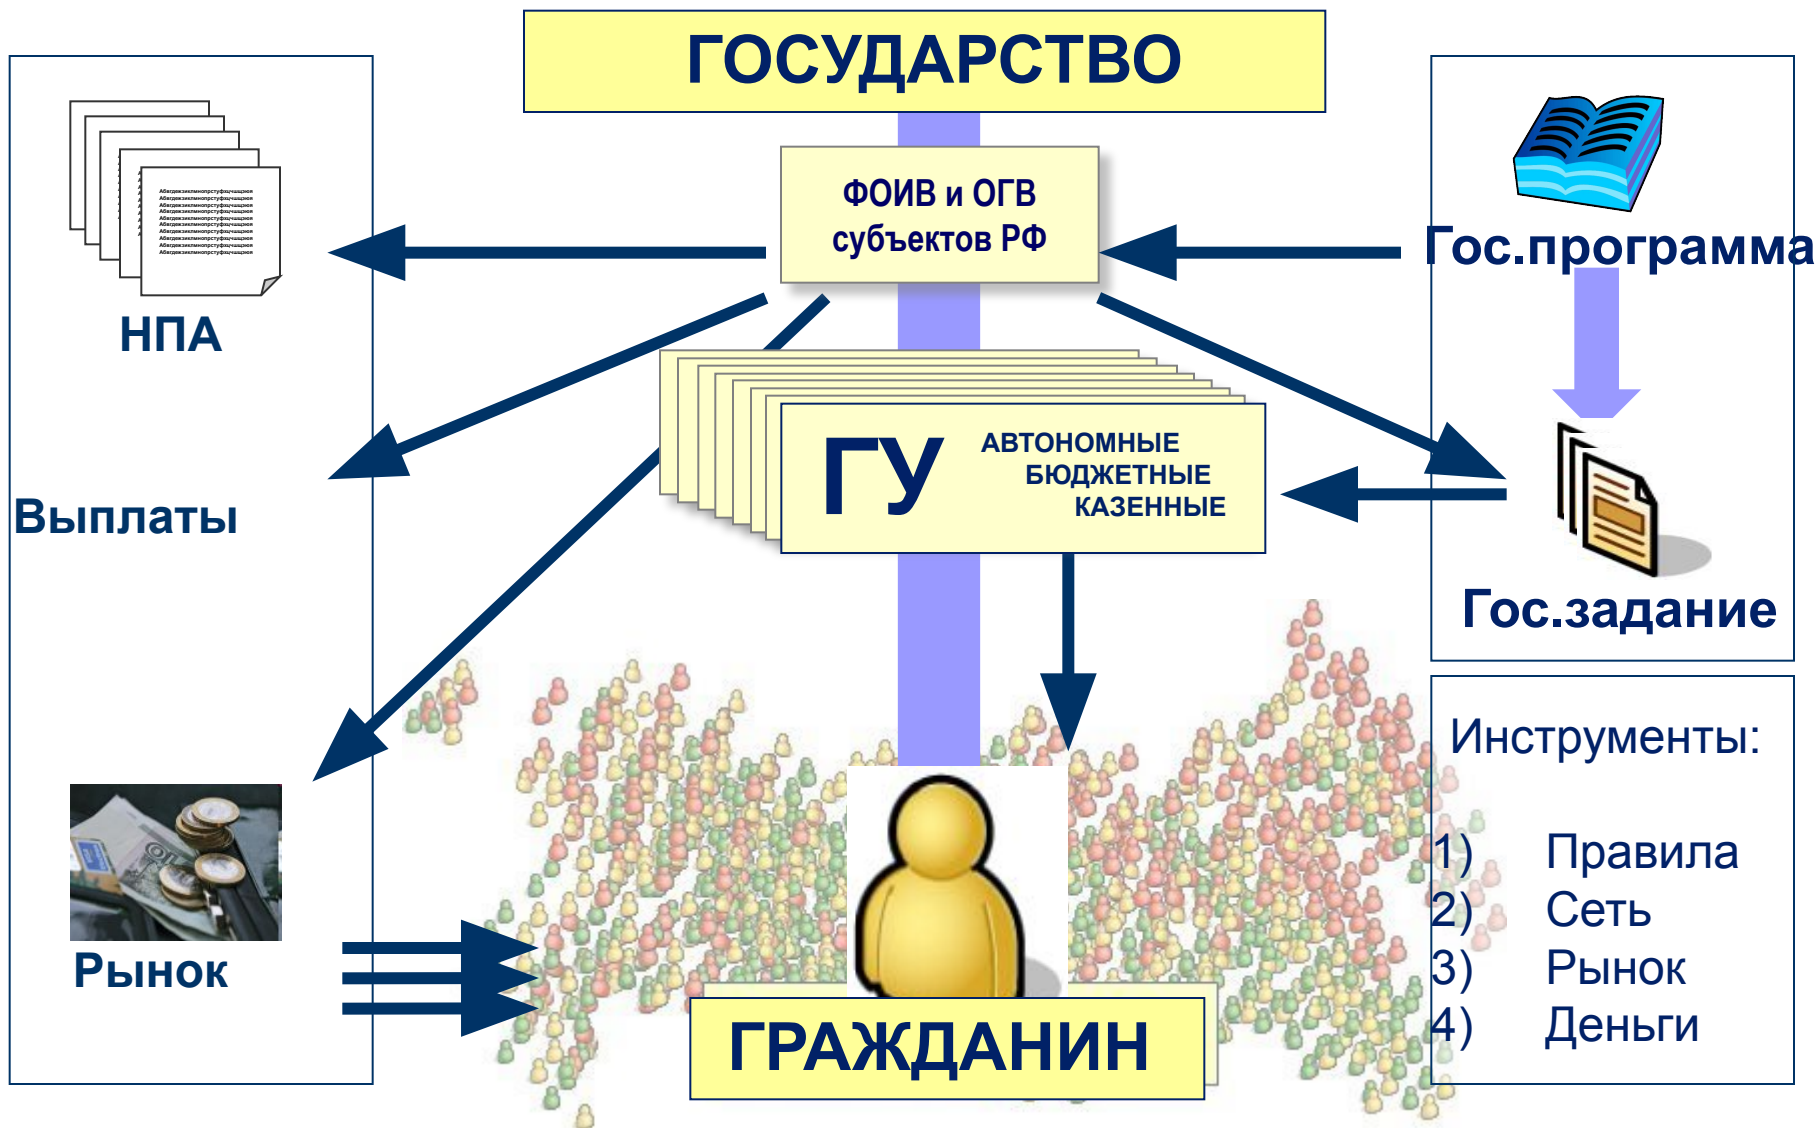 ГОСУДАРСТВО
ФОИВ и ОГВ
субъектов РФ
НПА
Выплаты
Рынок
ГУ
АВТОНОМНЫЕ
БЮДЖЕТНЫЕ
КАЗЕННЫЕ
ГРАЖДАНИН
Гос.программа
Гос.задание
Инструменты:
1) Правила
2) Сеть
3) Рынок
4) Деньги